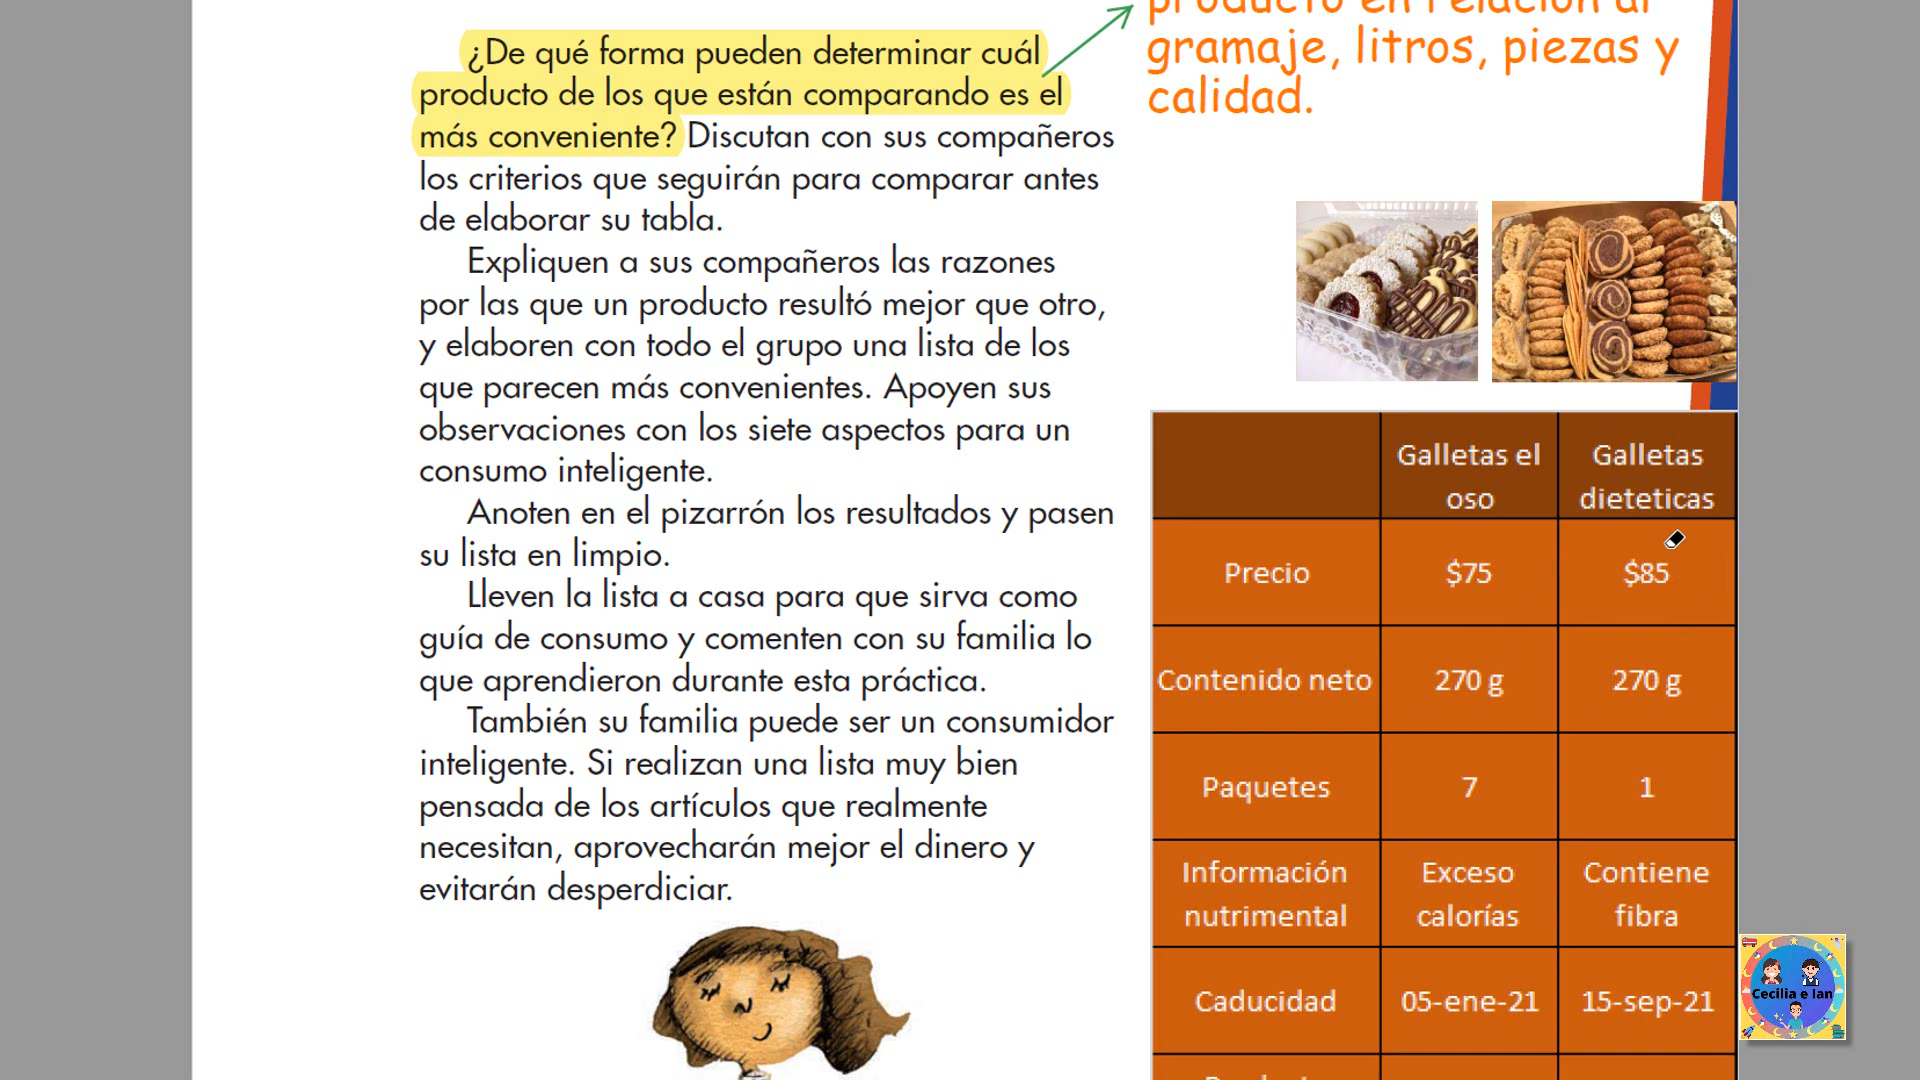 ¿De qué forma pueden determinar cuál
producto de los que están comparando es el
más conveniente? Discutan con sus compañeros
los criterios que seguirán para comparar antes
de elaborar su tabla.
Expliquen a sus compañeros las razones
por las que un producto resultó mejor que otro,
y elaboren con todo el grupo una lista de los
que parecen más convenientes. Apoyen sus
observaciones con los siete aspectos para un
consumo inteligente.
Anoten en el pizarrón los resultados y pasen
su lista en limpio.
Lleven la lista a casa para que sirva como
guía de consumo y comenten con su familia lo
que aprendieron durante esta práctica.
También su familia puede ser un consumidor
inteligente. Si realizan una lista muy bien
pensada de los artículos que realmente
necesitan, aprovecharán mejor el dinero y
evitarán desperdiciar.
producto en relación al
gramaje, litros, piezas y
calidad.
Galletas el oso
Galletas dieteticas
Precio $75 $85
Contenido neto 270 g 270 g
Paquetes 7 1
Información nutrimental Exceso calorías Contiene fibra
Caducidad 05-ene-21 15-sep-21
Cecilia e Ian